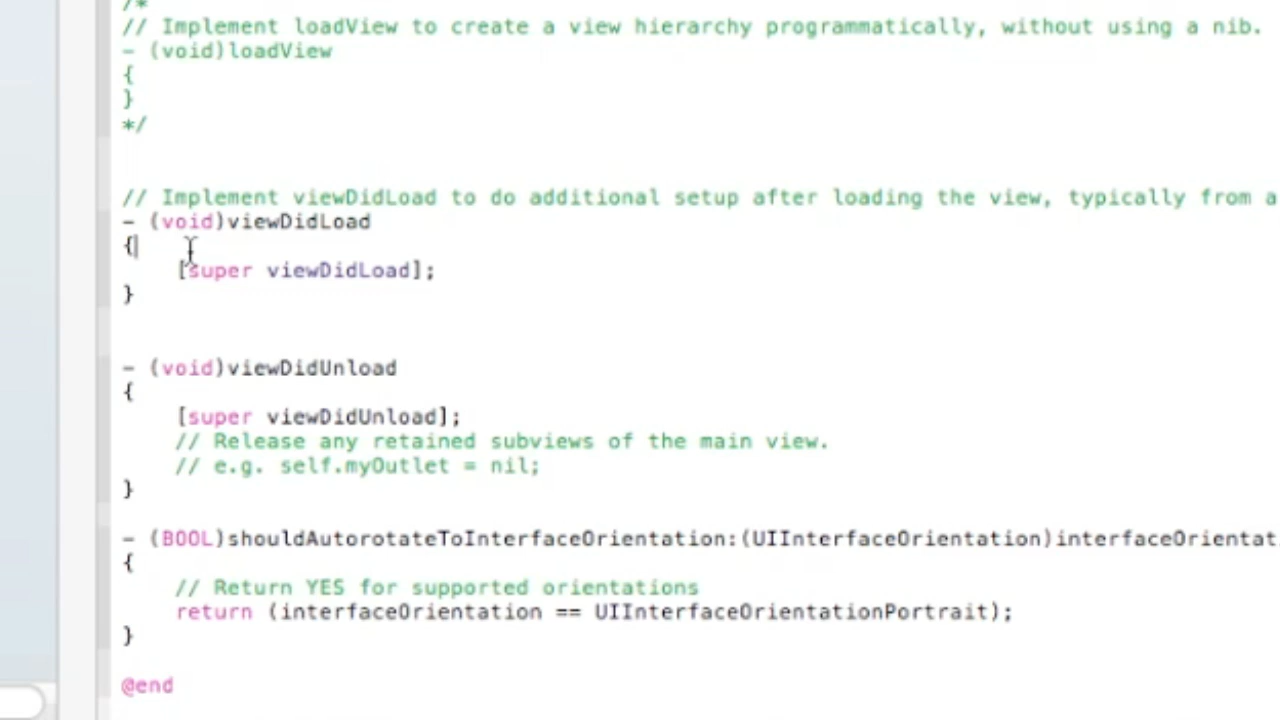 /*
// Implement loadView to create a view hierarchy programmatically, without using a nib.
- (void)loadView
{
}
*/
// Implement viewDidLoad to do additional setup after loading the view, typically from a
- (void)viewDidLoad
{
[super viewDidLoad];
}
- (void)viewDidUnload
{
[super viewDidUnload];
// Release any retained subviews of the main view.
// e.g. self.myOutlet = nil;
}
- (BOOL)shouldAutorotateToInterfaceOrientation:(UIInterfaceOrientation)interfaceOrientat
{
// Return YES for supported orientations
return (interfaceOrientation == UIInterfaceOrientationPortrait);
}
@end